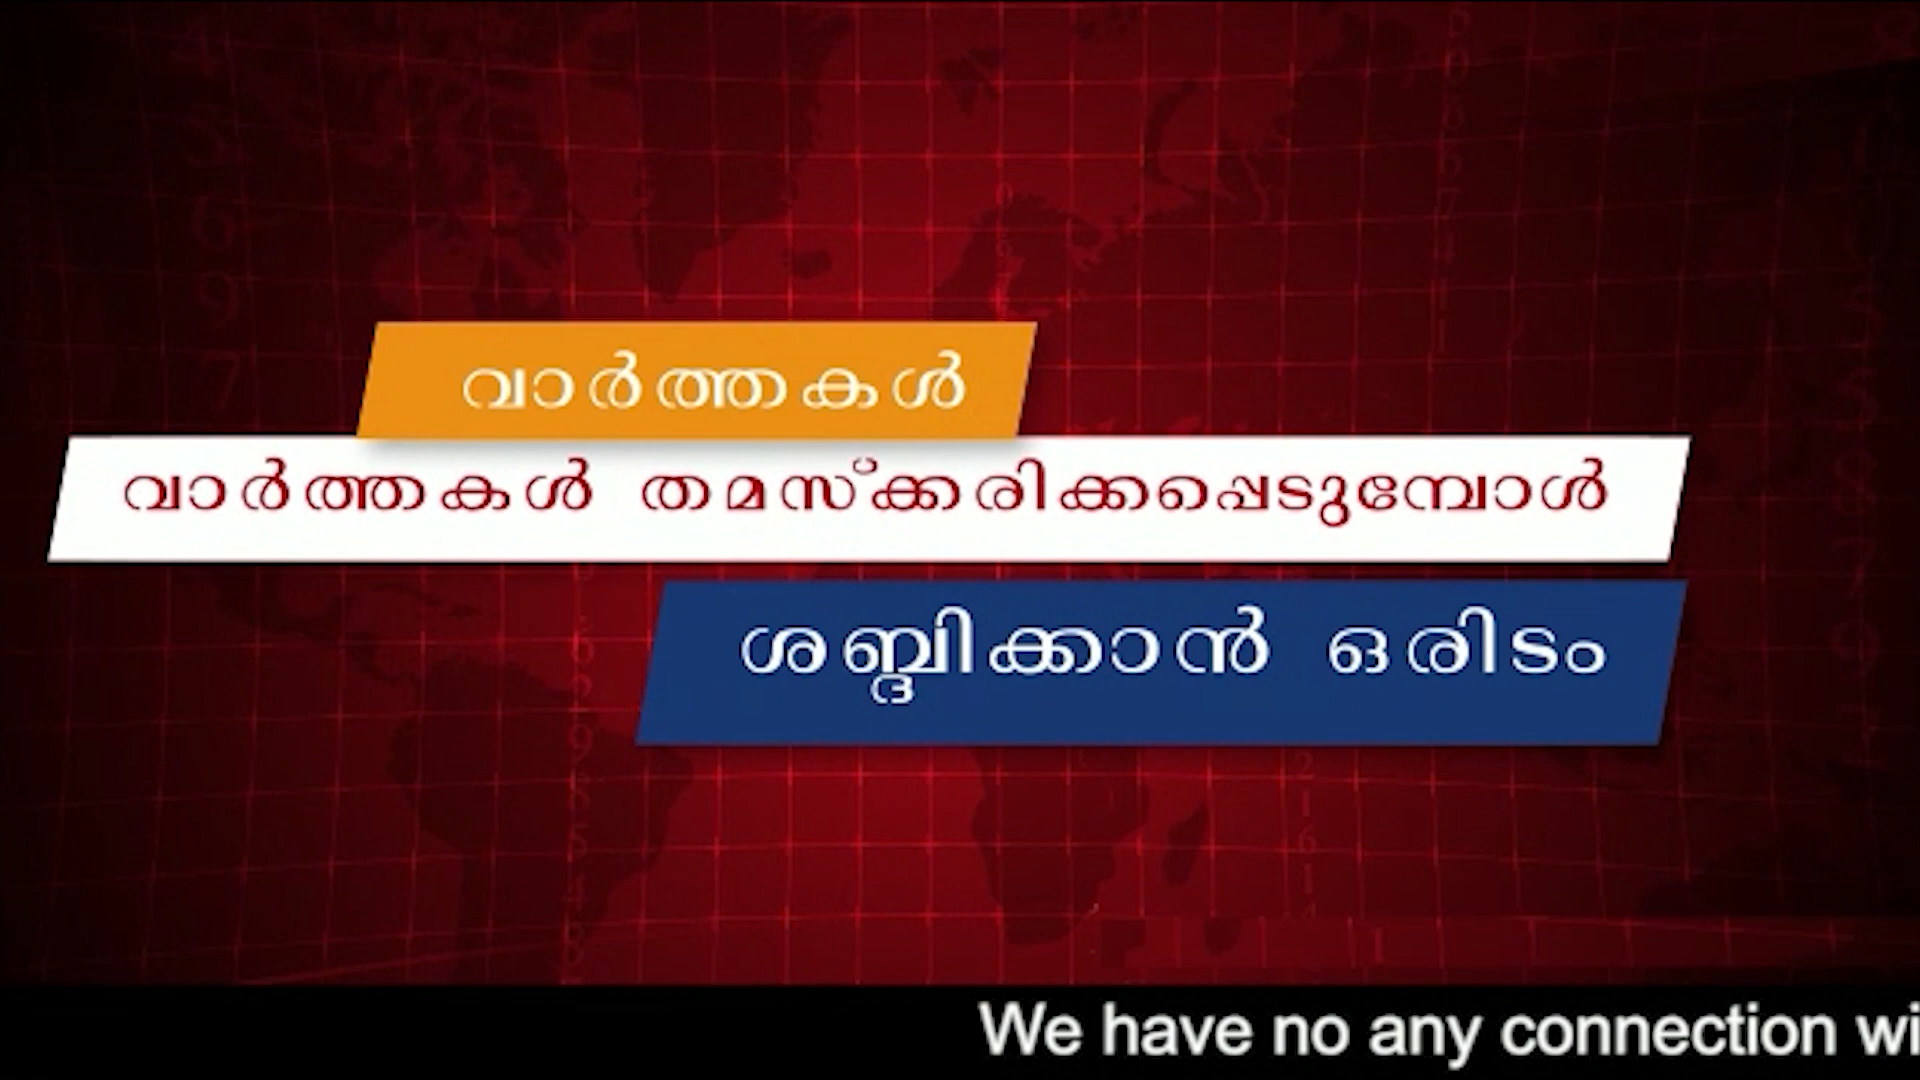 വാർത്തകൾ
വാർത്തകൾ തമസ്ക്കരിക്കപ്പെടുമ്പോൾ
ശബ്ദിക്കാൻ ഒരിടം
We have no any connection wi